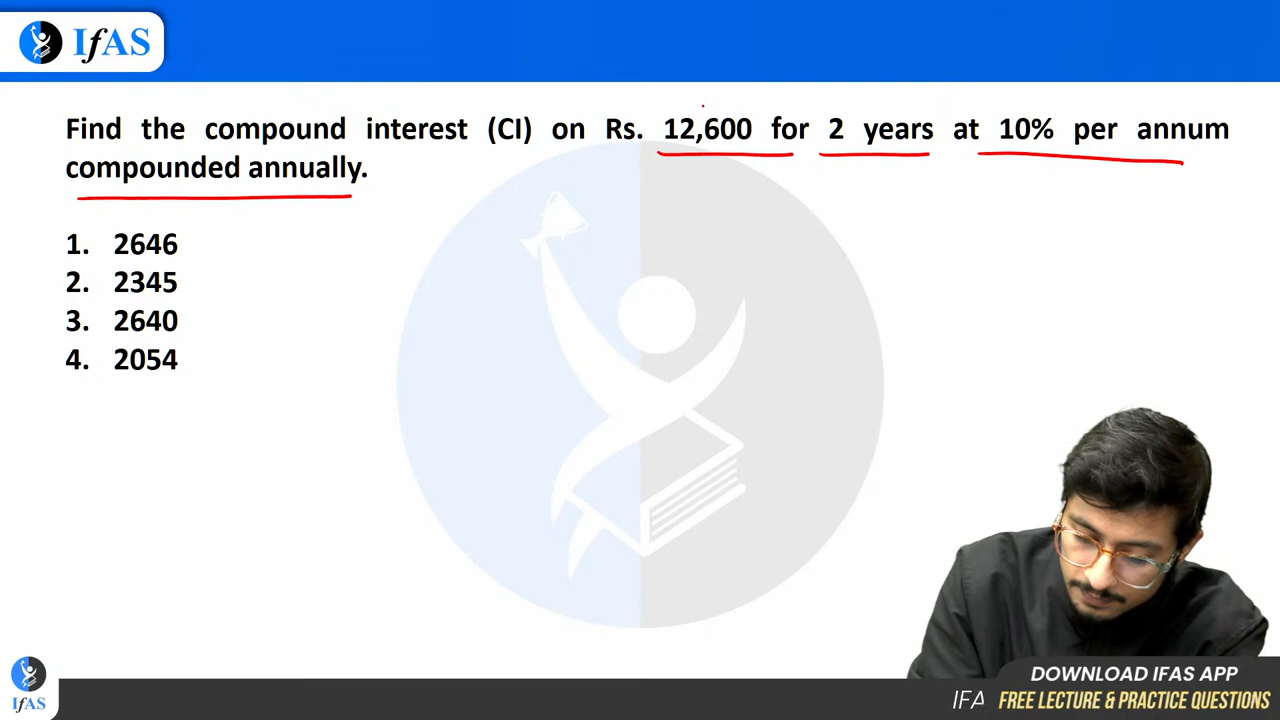 IfAS
Find the compound interest (CI) on Rs. 12,600 for 2 years at 10% per annum
compounded annually.
1. 2646
2. 2345
3. 2640
4. 2054
IfAS
DOWNLOAD IFAS APP
IFA FREE LECTURE & PRACTICE QUESTIONS